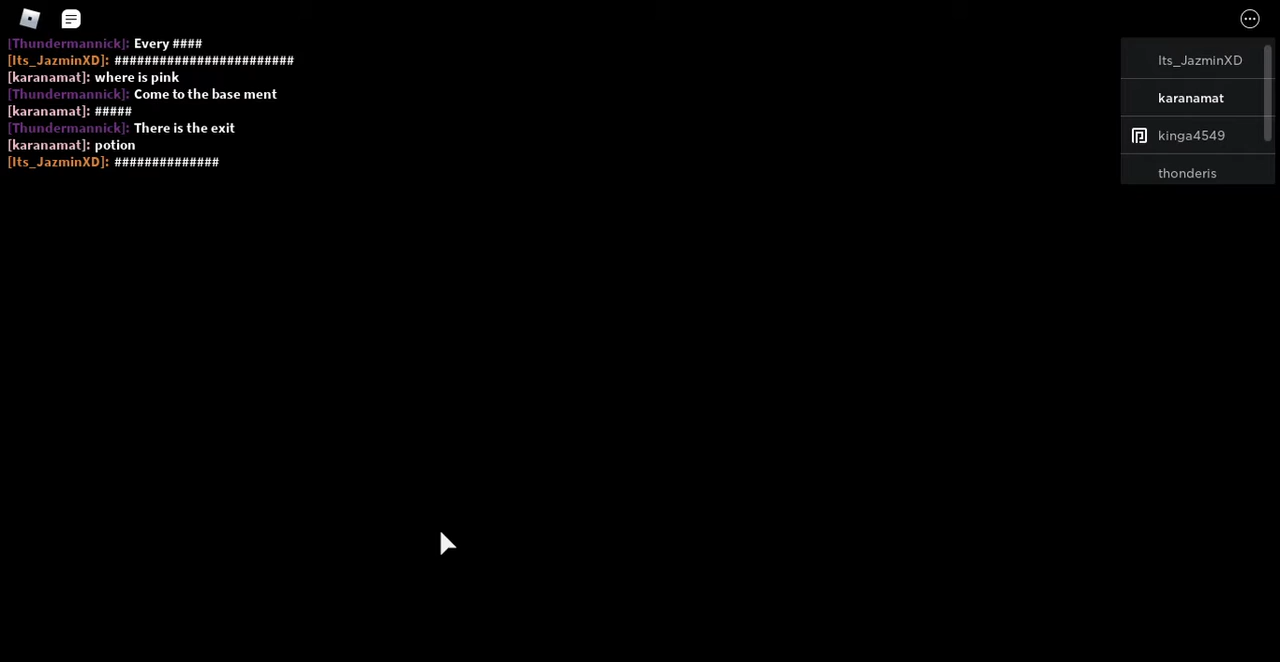 [Thundermannick]: Every ####
[Its_JazminXD]: ########################
[karanamat]: where is pink
[Thundermannick]: Come to the base ment
[karanamat]: #####
[Thundermannick]: There is the exit
[karanamat]: potion
[Its_JazminXD]: ##############
Its_JazminXD
karanamat
kinga4549
thonderis